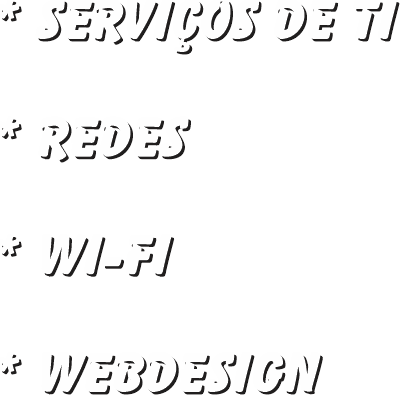 * SERVIÇOS DE TI
* REDES
* WI-FI
* WEBDESIGN